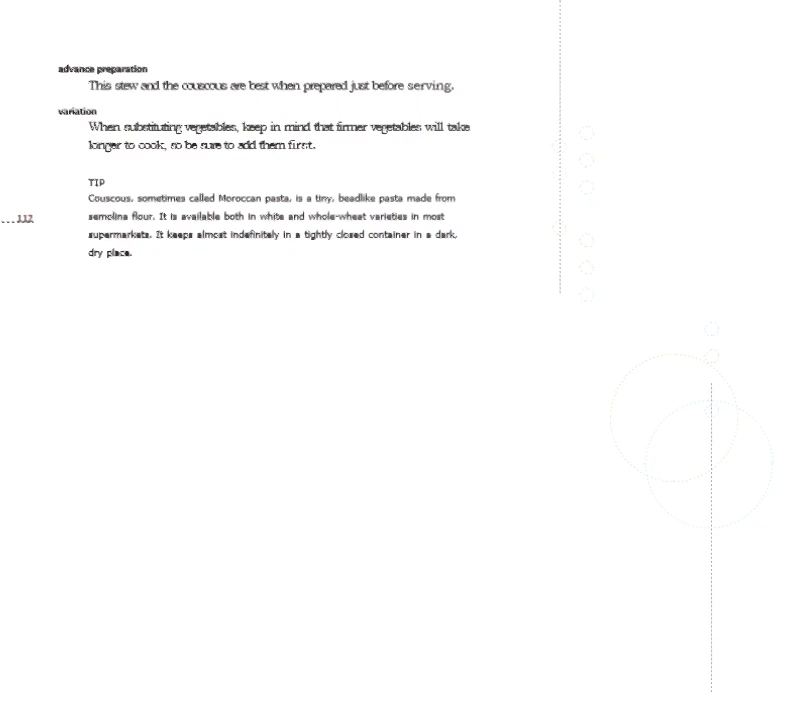 advance preparation
This stew and the couscous are best when prepared just before serving.
variation
When substituting vegetables, keep in mind that firmer vegetables will take
longer to cook, so be sure to add them first.
TIP
Couscous, sometimes called Moroccan pasta, is a tiny, beadlike pasta made from
semolina flour. It is available both in white and whole-wheat varieties in most
...112
supermarkets. It keeps almost indefinitely in a tightly closed container in a dark,
dry place.